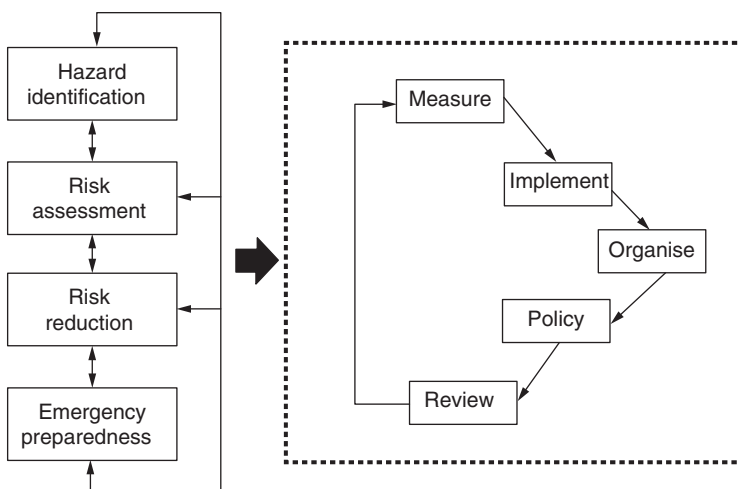 Hazard
identification
Risk
assessment
Risk
reduction
Emergency
preparedness
Measure
Implement
Organise
Policy
Review